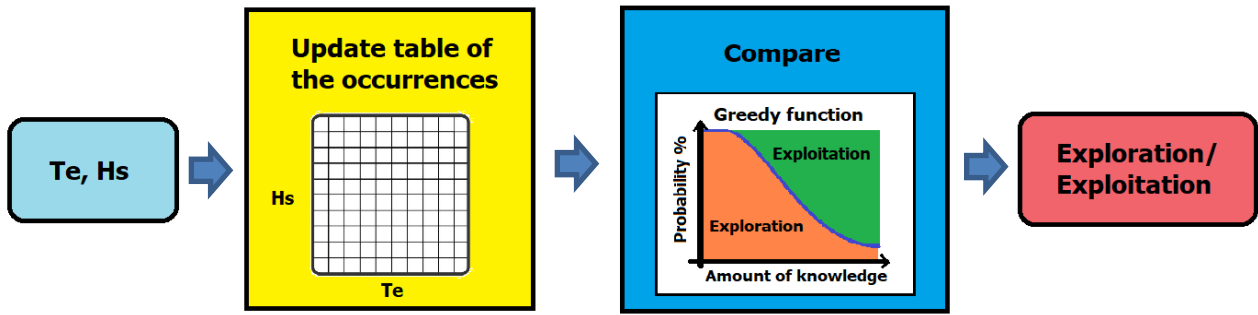 Te, Hs
Update table of
the occurrences
Hs
Te
Compare
Greedy function
Probability %
Exploitation
Exploration
Amount of knowledge
Exploration/
Exploitation